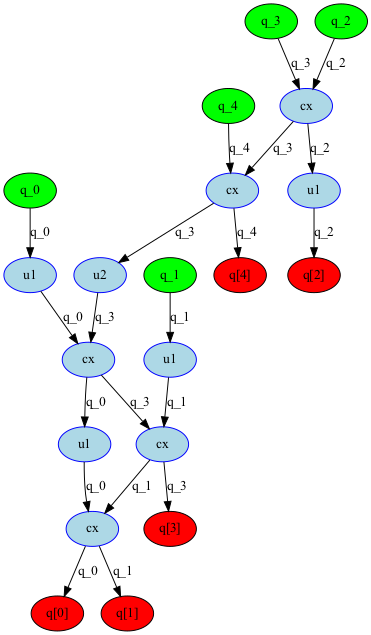 q_3 q_2
q_3 q_2
q_4 cx
q_4 q_3 q_2
q_0 cx u1
q_0 q_3 q_4 q_2
u1 u2 q_1 q[4] q[2]
q_0 q_3 q_1
cx u1
q_0 q_3 q_1
u1 cx
q_0 q_1 q_3
cx q[3]
q_0 q_1
q[0] q[1]